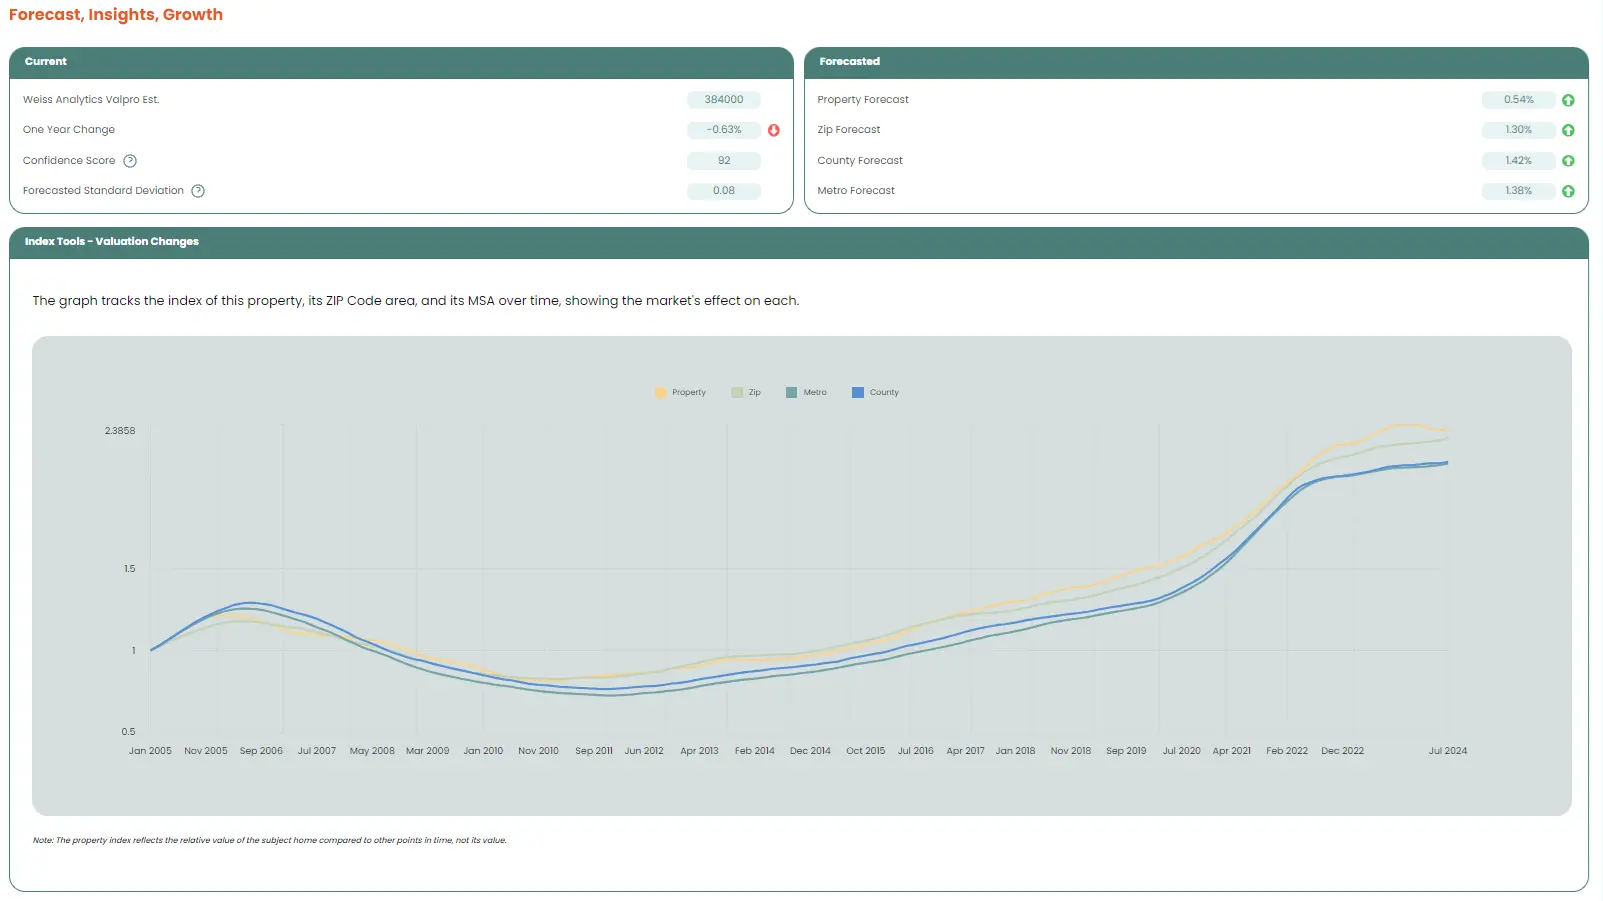 Forecast, Insights, Growth
Current
Weiss Analytics Valpro Est.
384000
One Year Change
-0.63%
Confidence Score
92
Forecasted Standard Deviation
0.08
Forecasted
Property Forecast
0.54%
Zip Forecast
1.30%
County Forecast
1.42%
Metro Forecast
1.38%
Index Tools - Valuation Changes
The graph tracks the index of this property, its ZIP Code area, and its MSA over time, showing the market's effect on each.
Property Zip Metro County
2.3858
1.5
1
0.5
Jan 2005 Nov 2005 Sep 2006 Jul 2007 May 2008 Mar 2009 Jan 2010 Nov 2010 Sep 2011 Jun 2012 Apr 2013 Feb 2014 Dec 2014 Oct 2015 Jul 2016 Apr 2017 Jan 2018 Nov 2018 Sep 2019 Jul 2020 Apr 2021 Feb 2022 Dec 2022 Jul 2024
Note: The property index reflects the relative value of the subject home compared to other points in time, not its value.